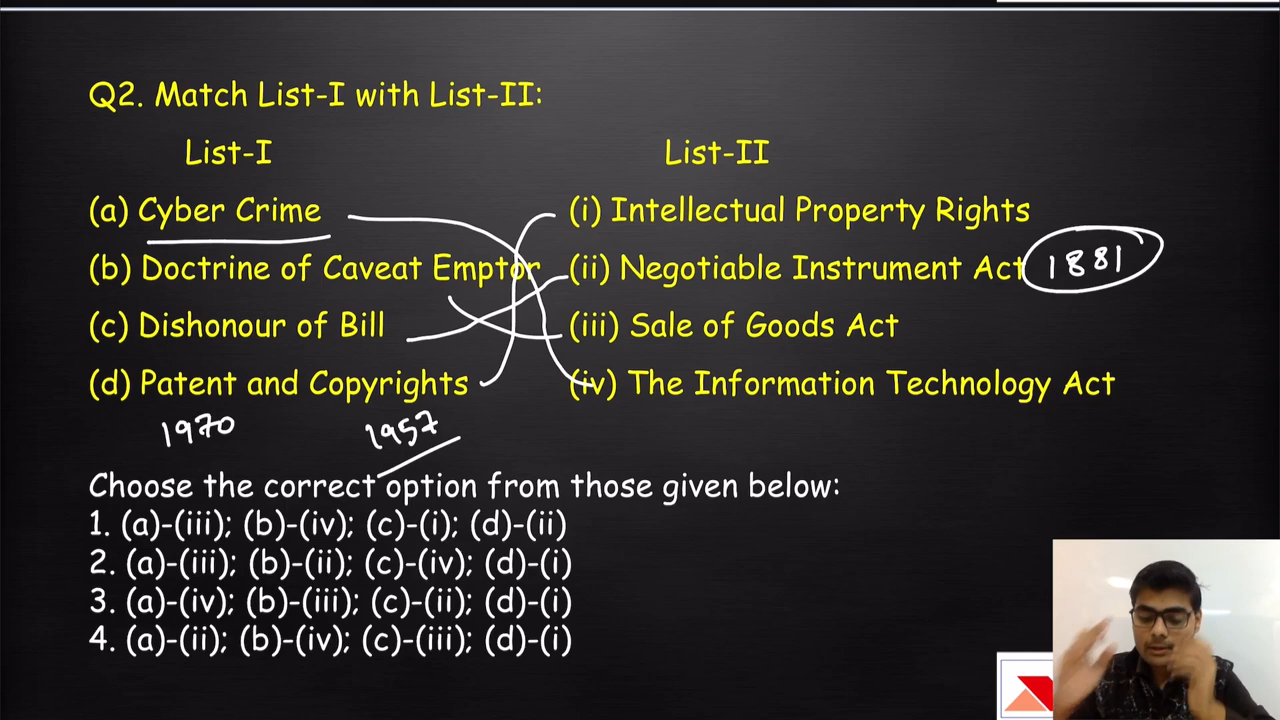 Q2. Match List-I with List-II:
List-I List-II
(a) Cyber Crime (i) Intellectual Property Rights
(b) Doctrine of Caveat Emptor (ii) Negotiable Instrument Act 1881
(c) Dishonour of Bill (iii) Sale of Goods Act
(d) Patent and Copyrights (iv) The Information Technology Act
1970 1957
Choose the correct option from those given below:
1. (a)-(iii); (b)-(iv); (c)-(i); (d)-(ii)
2. (a)-(iii); (b)-(ii); (c)-(iv); (d)-(i)
3. (a)-(iv); (b)-(iii); (c)-(ii); (d)-(i)
4. (a)-(ii); (b)-(iv); (c)-(iii); (d)-(i)